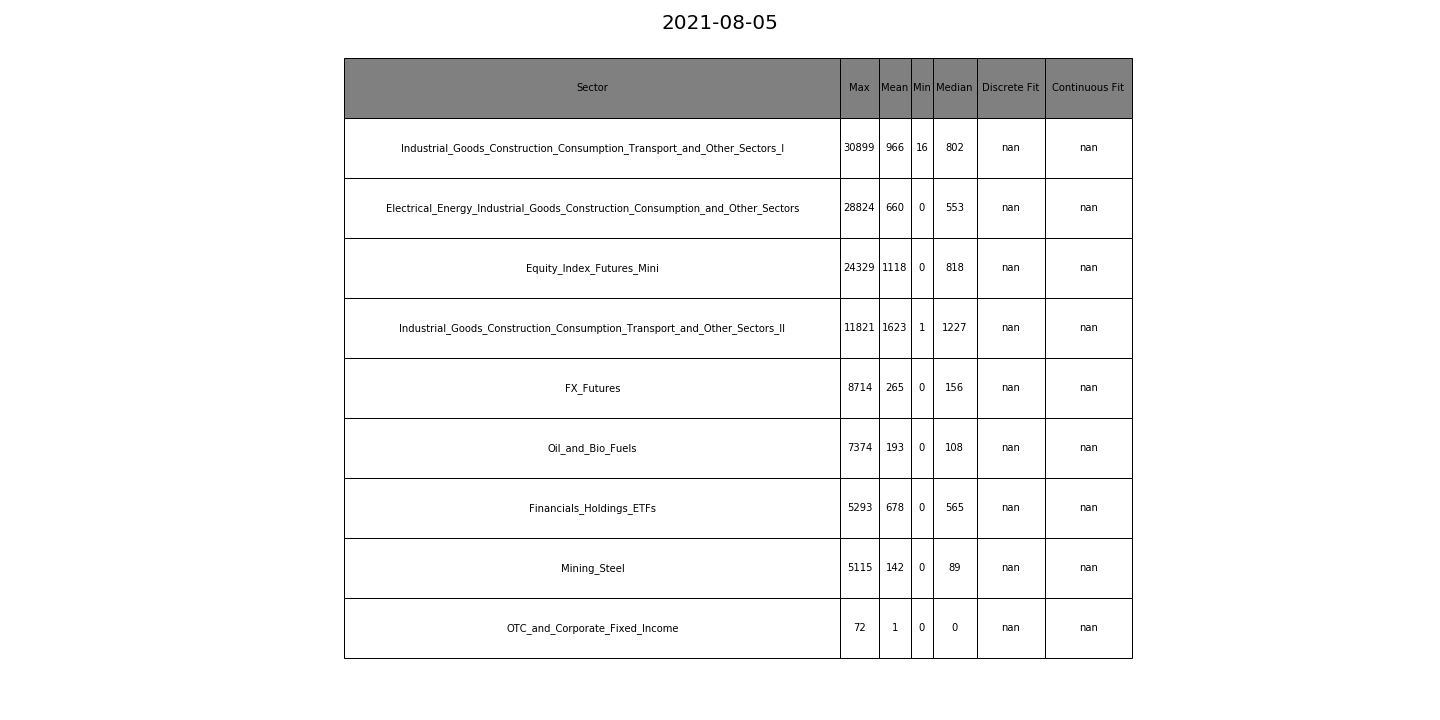 2021-08-05
Sector Max Mean Min Median Discrete Fit Continuous Fit
Industrial_Goods_Construction_Consumption_Transport_and_Other_Sectors_I 30899 966 16 802 nan nan
Electrical_Energy_Industrial_Goods_Construction_Consumption_and_Other_Sectors 28824 660 0 553 nan nan
Equity_Index_Futures_Mini 24329 1118 0 818 nan nan
Industrial_Goods_Construction_Consumption_Transport_and_Other_Sectors_II 11821 1623 1 1227 nan nan
FX_Futures 8714 265 0 156 nan nan
Oil_and_Bio_Fuels 7374 193 0 108 nan nan
Financials_Holdings_ETFs 5293 678 0 565 nan nan
Mining_Steel 5115 142 0 89 nan nan
OTC_and_Corporate_Fixed_Income 72 1 0 0 nan nan